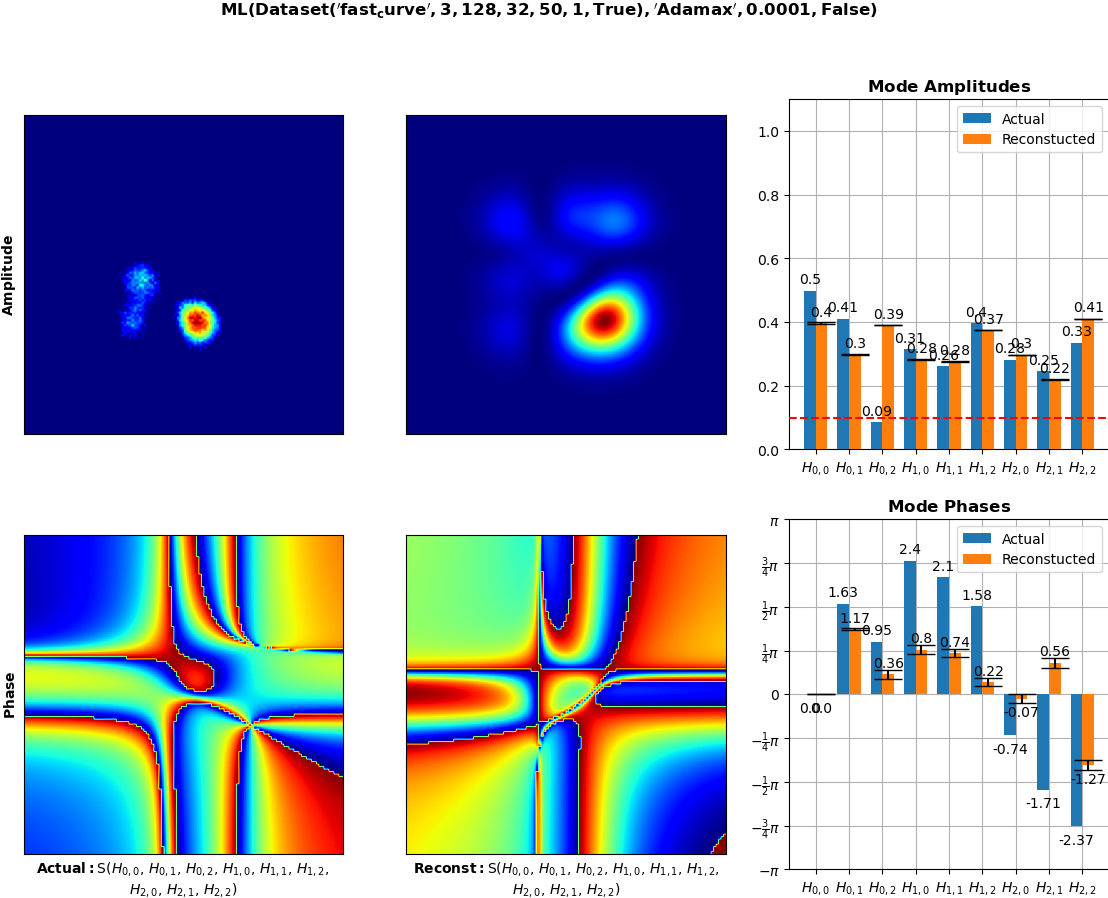 ML(Dataset('fast_curve', 3, 128, 32, 50, 1, True), 'Adamax', 0.0001, False)
Amplitude
Mode Amplitudes
Actual
Reconstucted
1.0
0.8
0.6
0.4
0.2
0.0
0.5
0.4
0.41
0.3
0.09
0.39
0.31
0.28
0.26
0.28
0.4
0.37
0.28
0.3
0.25
0.22
0.33
0.41
H0,0 H0,1 H0,2 H1,0 H1,1 H1,2 H2,0 H2,1 H2,2
Phase
Actual: S(H0,0, H0,1, H0,2, H1,0, H1,1, H1,2,
H2,0, H2,1, H2,2)
Reconst: S(H0,0, H0,1, H0,2, H1,0, H1,1, H1,2,
H2,0, H2,1, H2,2)
Mode Phases
Actual
Reconstucted
π
3/4π
1/2π
1/4π
0
−1/4π
−1/2π
−3/4π
−π
0.0
0.0
1.63
1.17
0.95
0.36
2.4
0.8
2.1
0.74
1.58
0.22
-0.74
-0.07
-1.71
0.56
-2.37
-1.27
H0,0 H0,1 H0,2 H1,0 H1,1 H1,2 H2,0 H2,1 H2,2